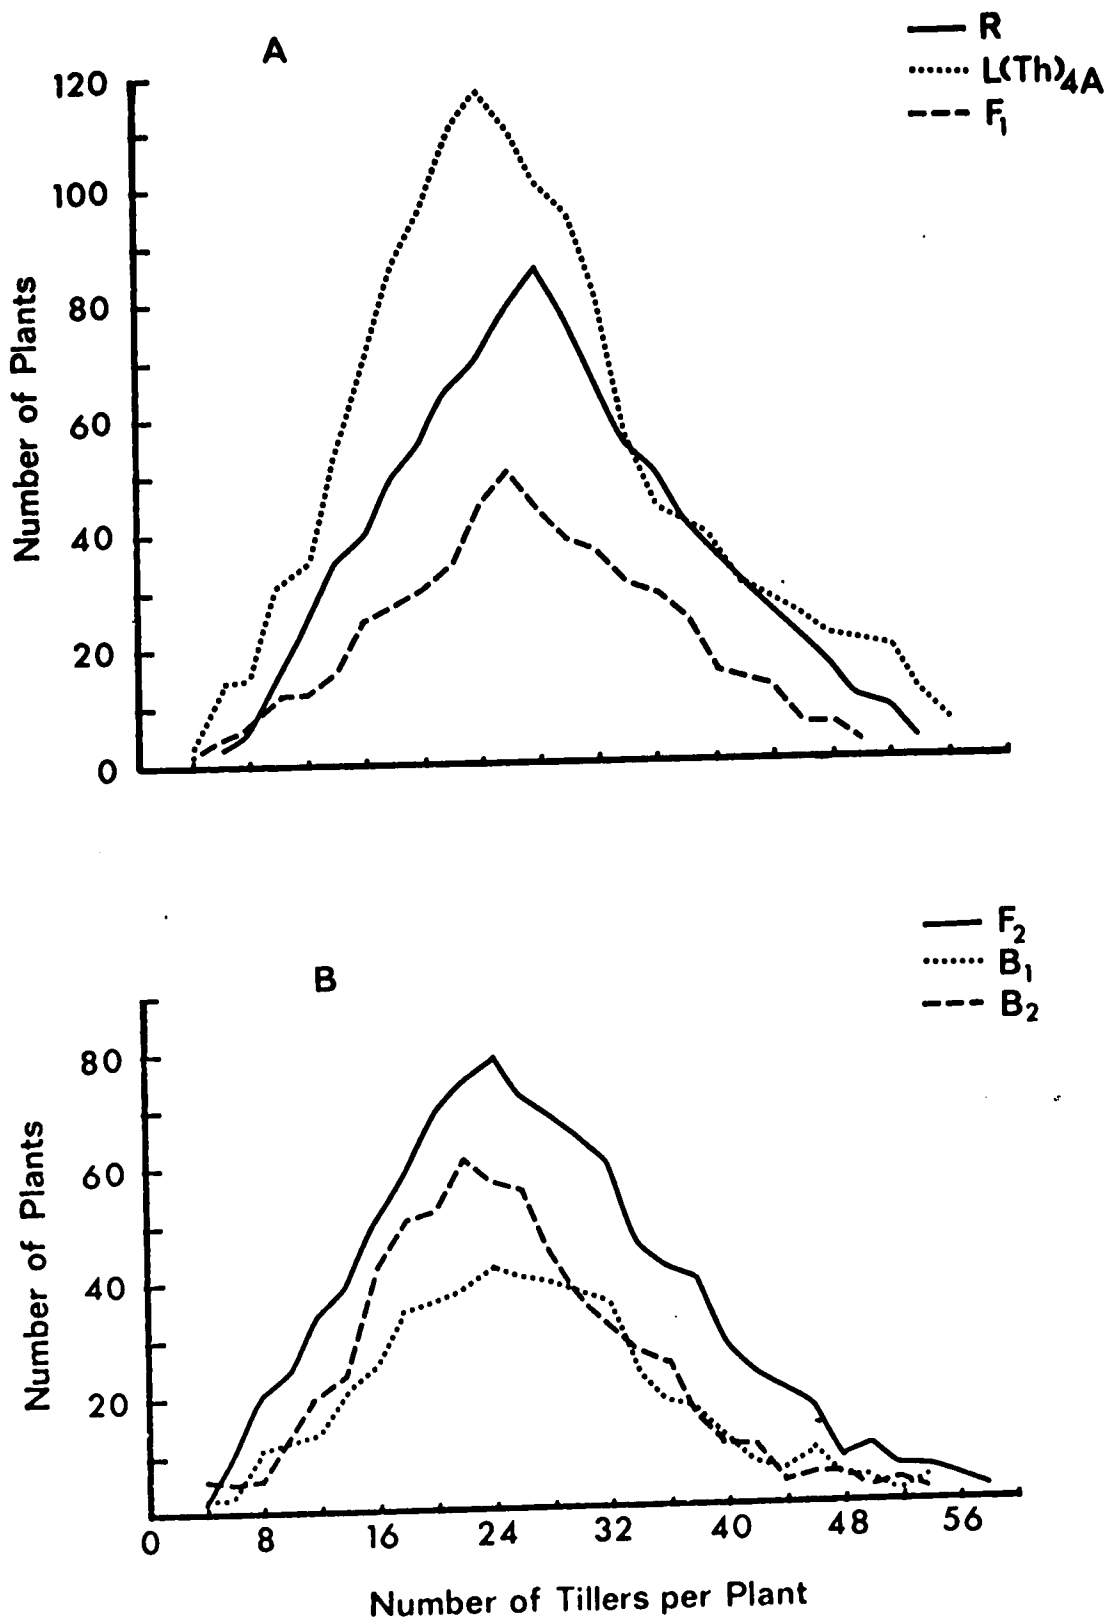 A
R
L(Th)4A
F1
120
100
80
60
40
20
0
Number of Plants
B
F2
B1
B2
80
60
40
20
0 8 16 24 32 40 48 56
Number of Plants
Number of Tillers per Plant